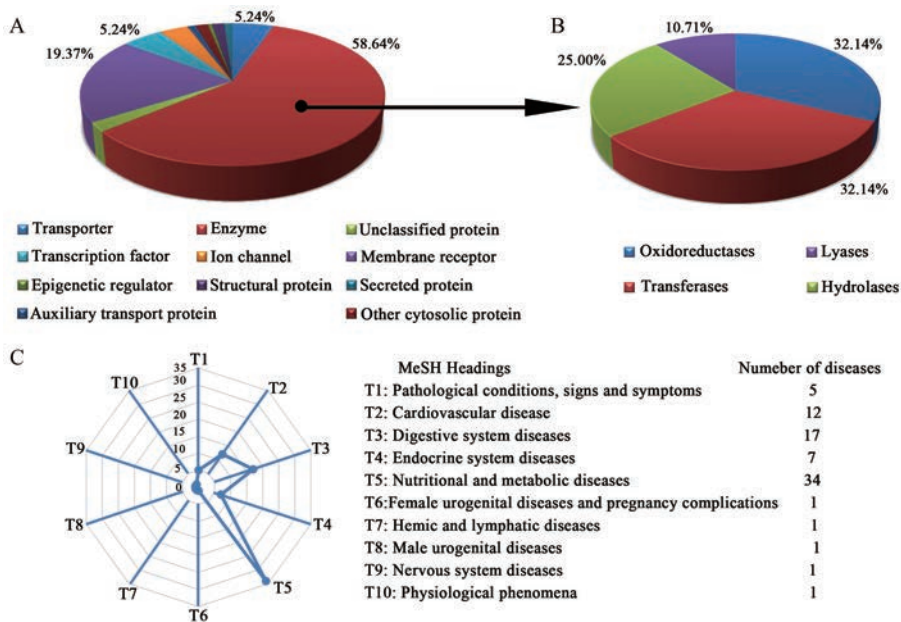 A
5.24%
5.24%
58.64%
19.37%
B
10.71%
32.14%
25.00%
32.14%
Transporter
Enzyme
Unclassified protein
Transcription factor
Ion channel
Membrane receptor
Epigenetic regulator
Structural protein
Secreted protein
Auxiliary transport protein
Other cytosolic protein
Oxidoreductases
Lyases
Transferases
Hydrolases
C
T1
T2
T3
T4
T5
T6
T7
T8
T9
T10
35
30
25
20
15
10
5
0
MeSH Headings Numeber of diseases
T1: Pathological conditions, signs and symptoms 5
T2: Cardiovascular disease 12
T3: Digestive system diseases 17
T4: Endocrine system diseases 7
T5: Nutritional and metabolic diseases 34
T6:Female urogenital diseases and pregnancy complications 1
T7: Hemic and lymphatic diseases 1
T8: Male urogenital diseases 1
T9: Nervous system diseases 1
T10: Physiological phenomena 1